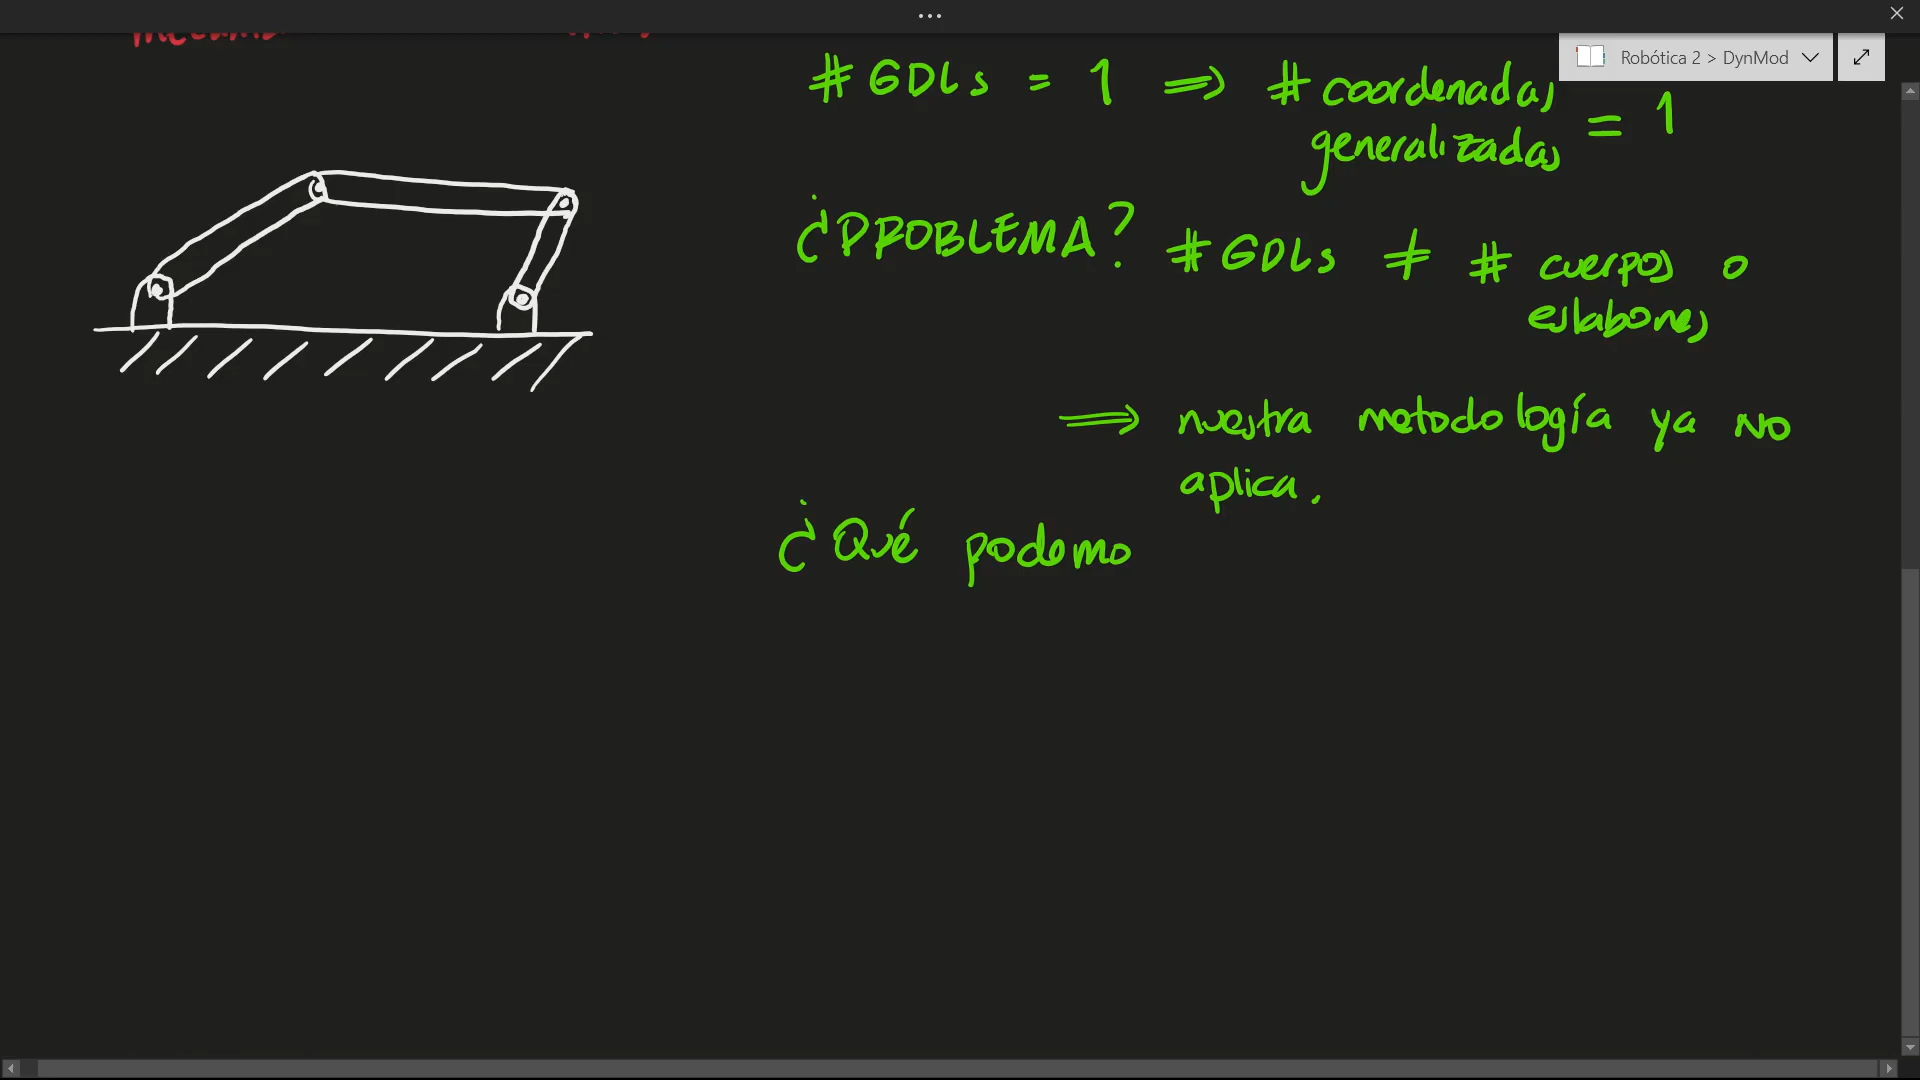 Robótica 2 > DynMod
# GDLs = 1 ⟹ # coordenadas
generalizadas = 1
¿PROBLEMA? # GDLs ≠ # cuerpos o
eslabones
⟹ nuestra metodología ya NO
aplica.
¿Qué podemo